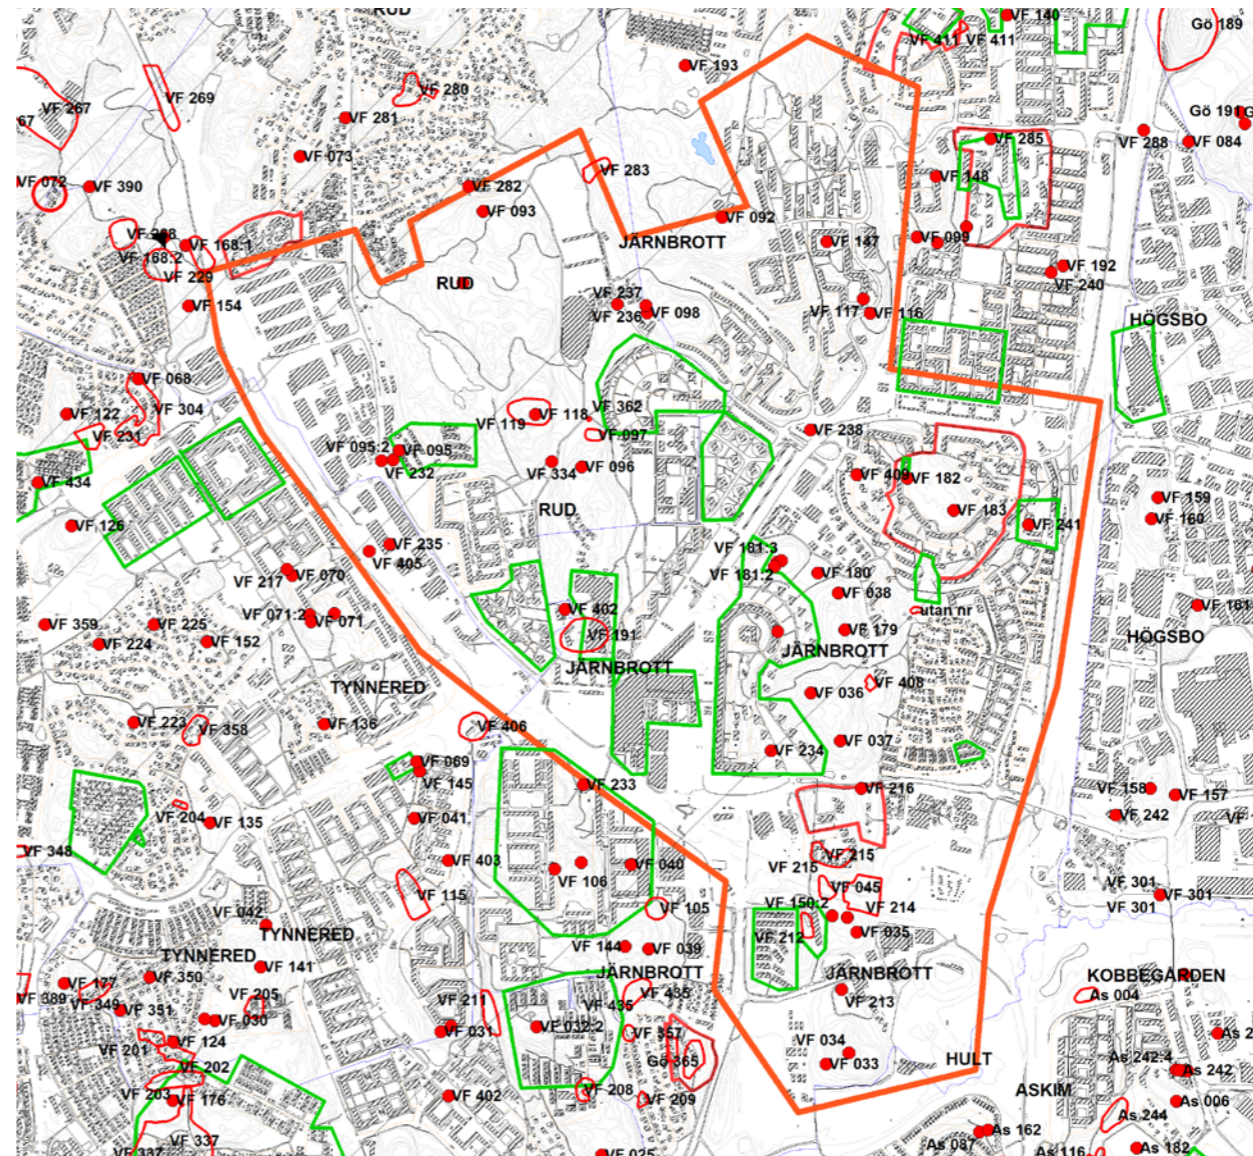 RUD
VF 140
VF 411
VF 411
Gö 189
VF 193
VF 269
VF 280
VF 267
VF 281
Gö 191
67
VF 288
VF 084
VF 285
VF 073
VF 283
VF 148
VF 072
VF 390
VF 282
VF 093
VF 092
VF 168:1
VF 168:2
VF 229
JÄRNBROTT
VF 147
VF 099
VF 192
VF 240
RUD
VF 154
VF 237
VF 236
VF 098
VF 117
VF 116
HÖGSBO
VF 068
VF 122
VF 304
VF 231
VF 119
VF 118
VF 362
VF 097
VF 238
VF 095:2
VF 095
VF 232
VF 334
VF 096
VF 409
VF 182
VF 434
VF 183
VF 159
VF 160
VF 126
RUD
VF 241
VF 235
VF 405
VF 181:3
VF 181:2
VF 180
VF 217
VF 070
VF 038
VF 071:2
VF 071
VF 402
utan nr
VF 359
VF 225
VF 224
VF 152
VF 191
VF 179
HÖGSBO
JÄRNBROTT
JÄRNBROTT
TYNNERED
VF 408
VF 036
VF 223
VF 358
VF 136
VF 406
VF 037
VF 234
VF 069
VF 145
VF 233
VF 216
VF 158
VF 157
VF 204
VF 135
VF 041
VF 242
VF 348
VF 403
VF 106
VF 040
VF 215
VF 215
VF 115
VF 045
VF 301
VF 301
VF 301
VF 042
VF 105
VF 150:2
VF 214
TYNNERED
VF 144
VF 039
VF 212
VF 035
TYNNERED
VF 141
JÄRNBROTT
JÄRNBROTT
KOBBEGÅRDEN
VF 177
VF 350
VF 389
VF 349
VF 351
VF 205
VF 030
VF 211
VF 435
VF 435
VF 213
As 004
VF 031
VF 032:2
VF 357
As 2
VF 201
VF 124
VF 202
Gö 365
VF 034
VF 033
HULT
As 242:4
As 242
VF 203
VF 176
VF 402
VF 208
VF 209
ASKIM
As 006
As 244
VF 337
VF 337
VF 025
As 087
As 162
As 116
As 182